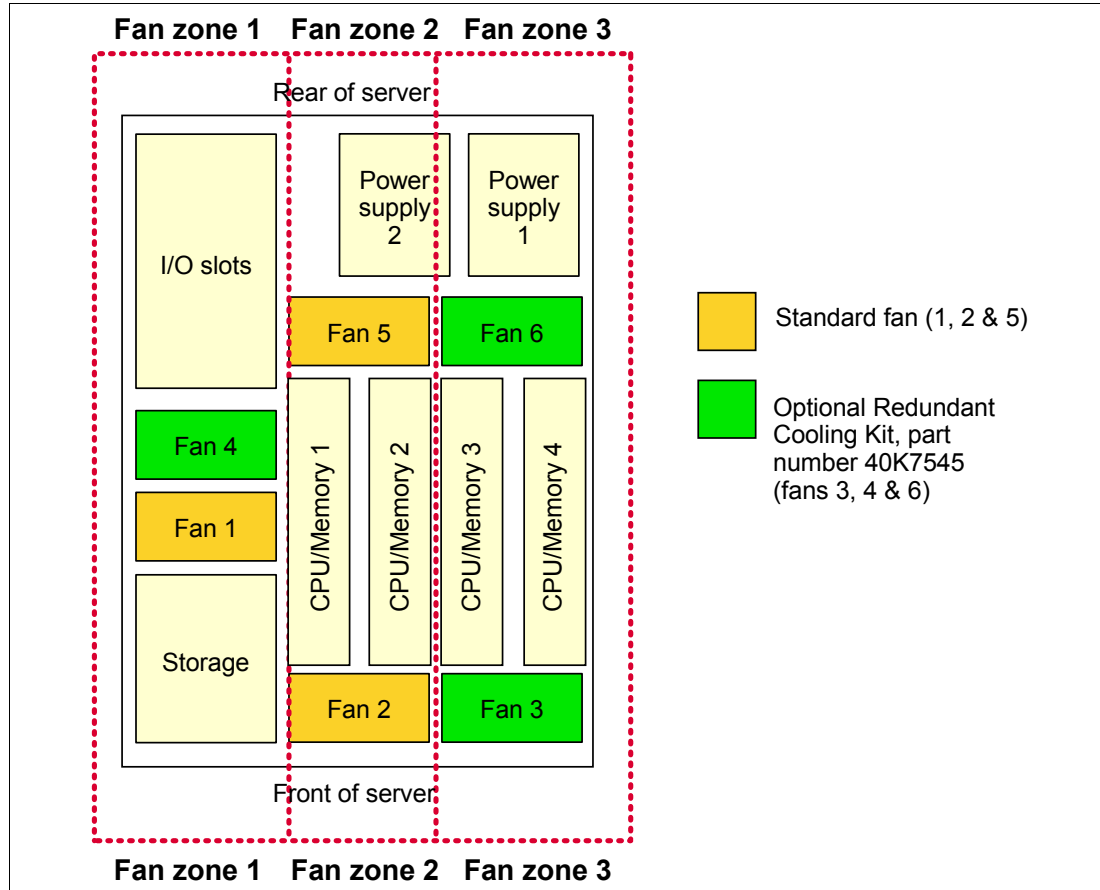 Fan zone 1
Fan zone 2
Fan zone 3
Rear of server
I/O slots
Power
supply
2
Power
supply
1
Fan 5
Fan 6
Fan 4
Fan 1
CPU/Memory 1
CPU/Memory 2
CPU/Memory 3
CPU/Memory 4
Storage
Fan 2
Fan 3
Front of server
Fan zone 1
Fan zone 2
Fan zone 3
Standard fan (1, 2 & 5)
Optional Redundant
Cooling Kit, part
number 40K7545
(fans 3, 4 & 6)